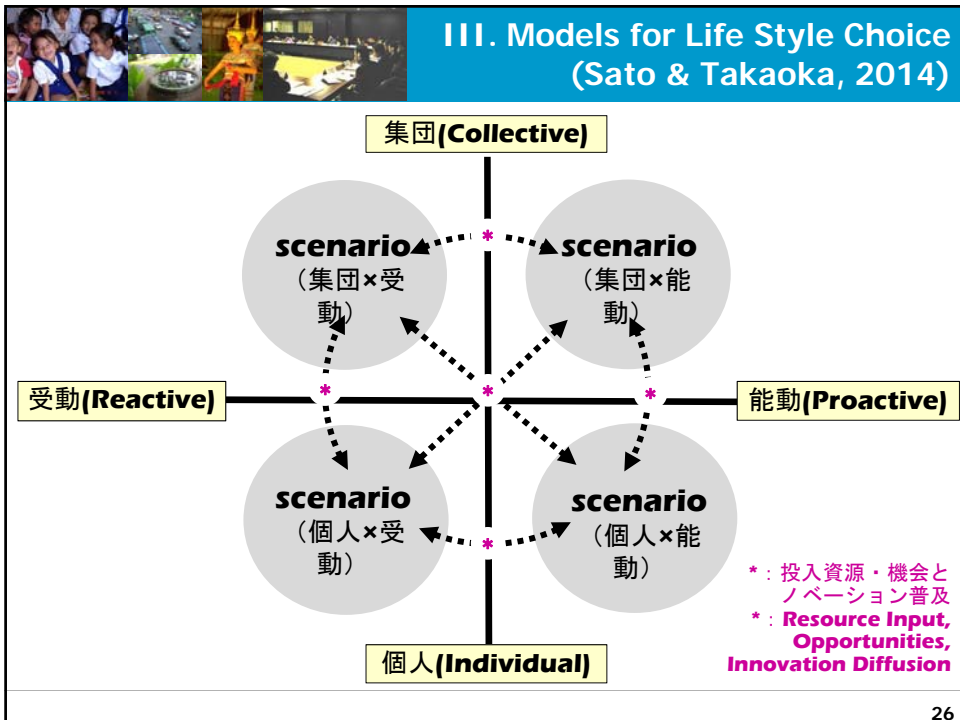 III. Models for Life Style Choice
(Sato & Takaoka, 2014)
集団(Collective)
scenario
（集団×受
動）
scenario
（集団×能
動）
受動(Reactive)
能動(Proactive)
scenario
（個人×受
動）
scenario
（個人×能
動）
*：投入資源・機会と
ノベーション普及
*：Resource Input,
Opportunities,
Innovation Diffusion
個人(Individual)
26